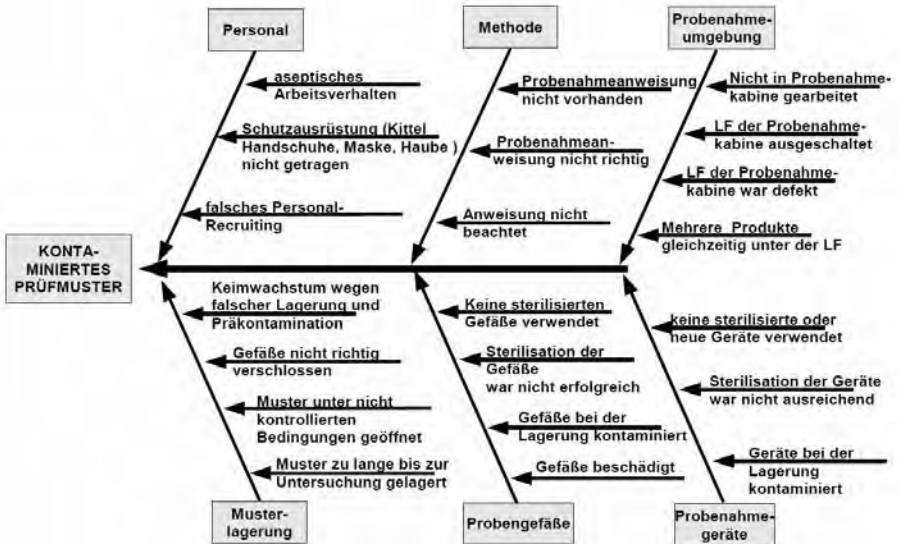 Personal
Methode
Probenahme-
umgebung
aseptisches
Arbeitsverhalten
Schutzausrüstung (Kittel
Handschuhe, Maske, Haube )
nicht getragen
falsches Personal-
Recruiting
Probenahmeanweisung
nicht vorhanden
Probenahmean-
weisung nicht richtig
Anweisung nicht
beachtet
Nicht in Probenahme-
kabine gearbeitet
LF der Probenahme-
kabine ausgeschaltet
LF der Probenahme-
kabine war defekt
Mehrere Produkte
gleichzeitig unter der LF
KONTA-
MINIERTES
PRÜFMUSTER
Keimwachstum wegen
falscher Lagerung und
Präkontamination
Gefäße nicht richtig
verschlossen
Muster unter nicht
kontrollierten
Bedingungen geöffnet
Muster zu lange bis zur
Untersuchung gelagert
Keine sterilisierten
Gefäße verwendet
Sterilisation der
Gefäße
war nicht erfolgreich
Gefäße bei der
Lagerung kontaminiert
Gefäße beschädigt
keine sterilisierte oder
neue Geräte verwendet
Sterilisation der Geräte
war nicht ausreichend
Geräte bei der
Lagerung
kontaminiert
Muster-
lagerung
Probengefäße
Probenahme-
geräte